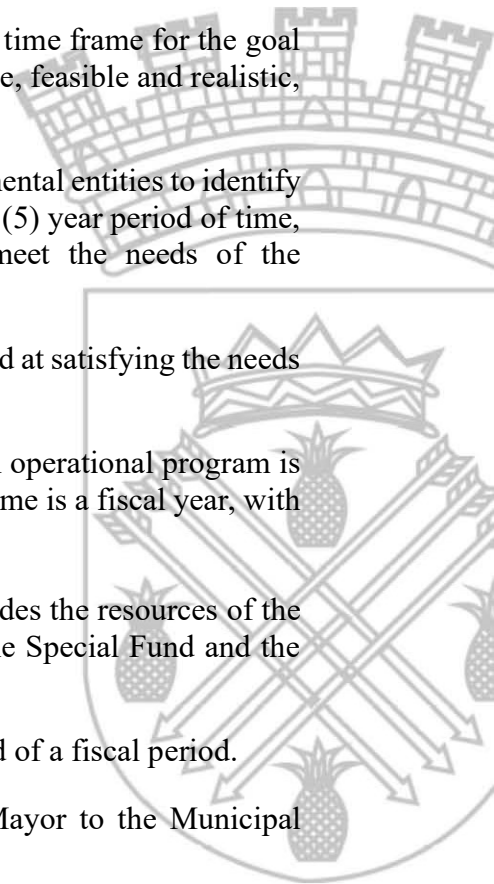 time frame for the goal
e, feasible and realistic,
ental entities to identify
(5) year period of time,
meet the needs of the
d at satisfying the needs
operational program is
me is a fiscal year, with
des the resources of the
e Special Fund and the
d of a fiscal period.
Mayor to the Municipal